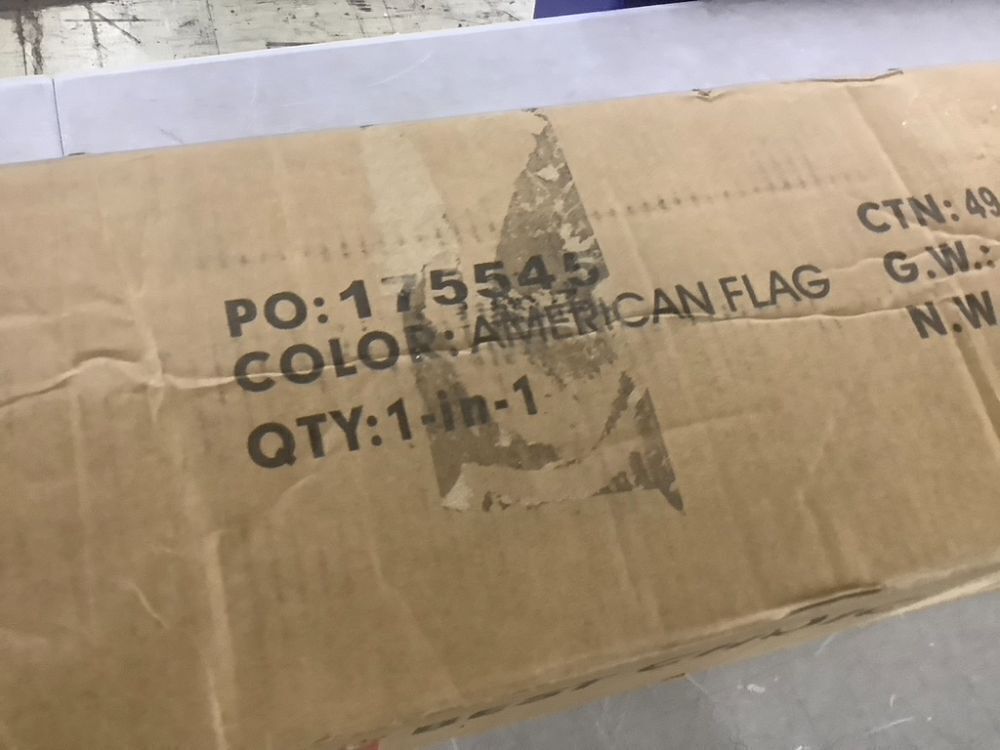 PO: 175545
COLOR: AMERICAN FLAG
QTY: 1-in-1
CTN: 49
G.W.:
N.W